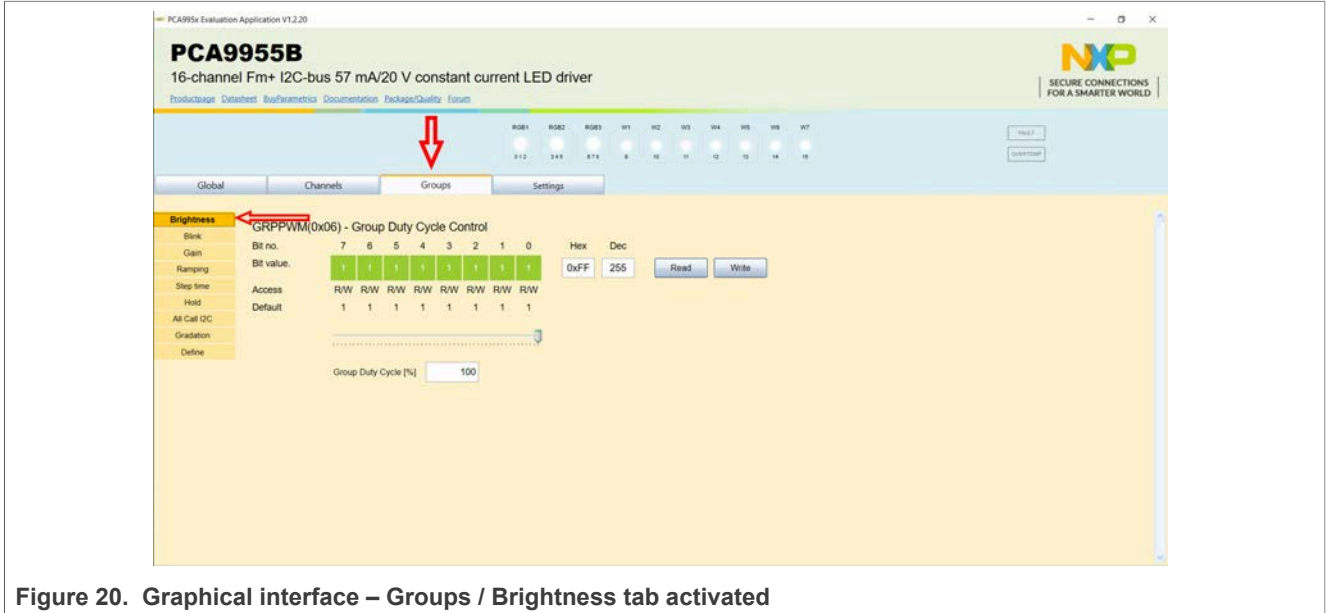 PCA995x Evaluation Application V1.2.20
PCA9955B
16-channel Fm+ I2C-bus 57 mA/20 V constant current LED driver
Productpage Datasheet BuyParametrics Documentation Package/Quality Forum
NXP
SECURE CONNECTIONS
FOR A SMARTER WORLD
RGB1 RGB2 RGB3 W1 W2 W3 W4 W5 W6 W7
FAULT
OVERTEMP
Global Channels Groups Settings
Brightness
Blink
Gain
Ramping
Step time
Hold
All Call I2C
Gradation
Define
GRPPWM(0x06) - Group Duty Cycle Control
Bit no. 7 6 5 4 3 2 1 0 Hex Dec
Bit value. 1 1 1 1 1 1 1 1 0xFF 255 Read Write
Access R/W R/W R/W R/W R/W R/W R/W R/W
Default 1 1 1 1 1 1 1 1
Group Duty Cycle [%] 100
Figure 20. Graphical interface – Groups / Brightness tab activated